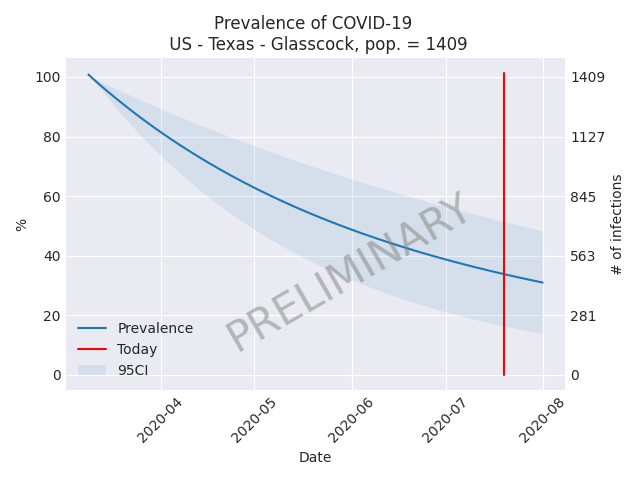 Prevalence of COVID-19
US - Texas - Glasscock, pop. = 1409
100
80
60
40
20
0
%
1409
1127
845
563
281
0
# of infections
PRELIMINARY
Prevalence
Today
95CI
2020-04
2020-05
2020-06
2020-07
2020-08
Date